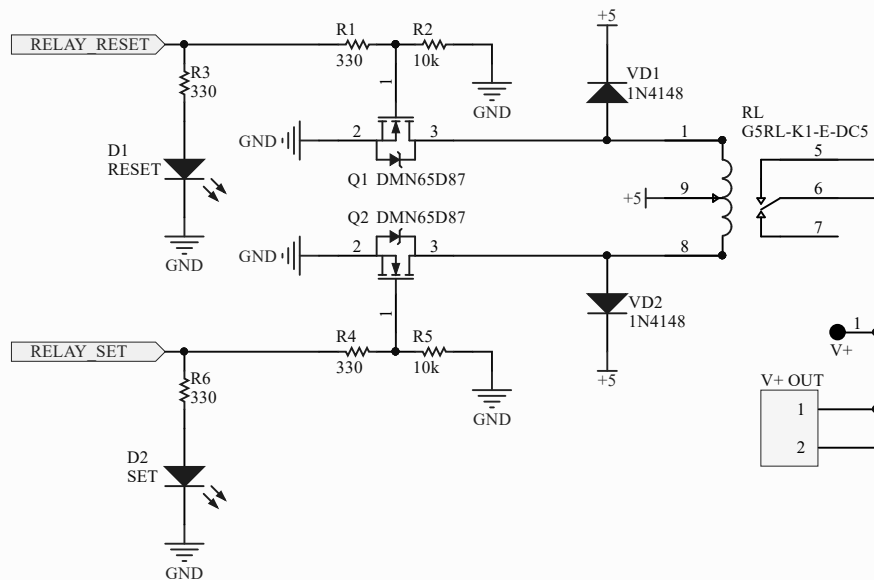 +5
RELAY_RESET
R1
330
R2
10k
R3
330
1
GND
VD1
1N4148
RL
G5RL-K1-E-DC5
GND
2
3
1
5
D1
RESET
Q1 DMN65D87
+5
9
6
Q2 DMN65D87
7
GND
2
3
8
GND
VD2
1N4148
1
1
V+
RELAY_SET
R4
330
R5
10k
R6
330
+5
GND
V+ OUT
1
2
D2
SET
GND